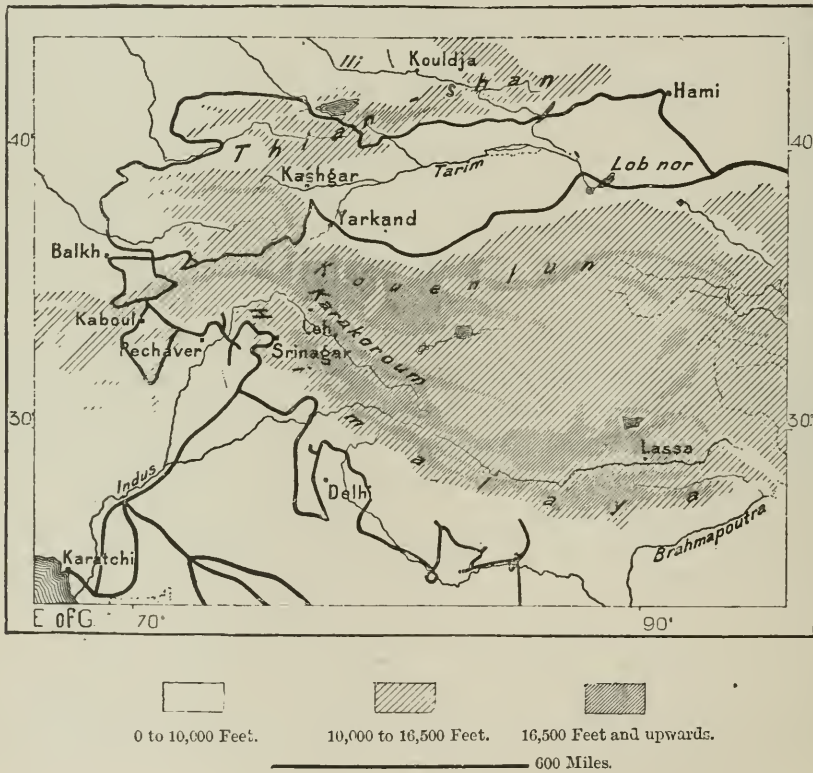 Ili
Kouldja
Thian-shan
Hami
40°
40°
Kashgar
Tarim
Lob nor
Yarkand
Balkh
Kouenlun
Karakoroum
Kaboul
Leh
Pechaver
Srinagar
Himalaya
30°
30°
Lassa
Indus
Delhi
Brahmapoutra
Karatchi
E of G.
70°
90°
0 to 10,000 Feet.
10,000 to 16,500 Feet.
16,500 Feet and upwards.
600 Miles.